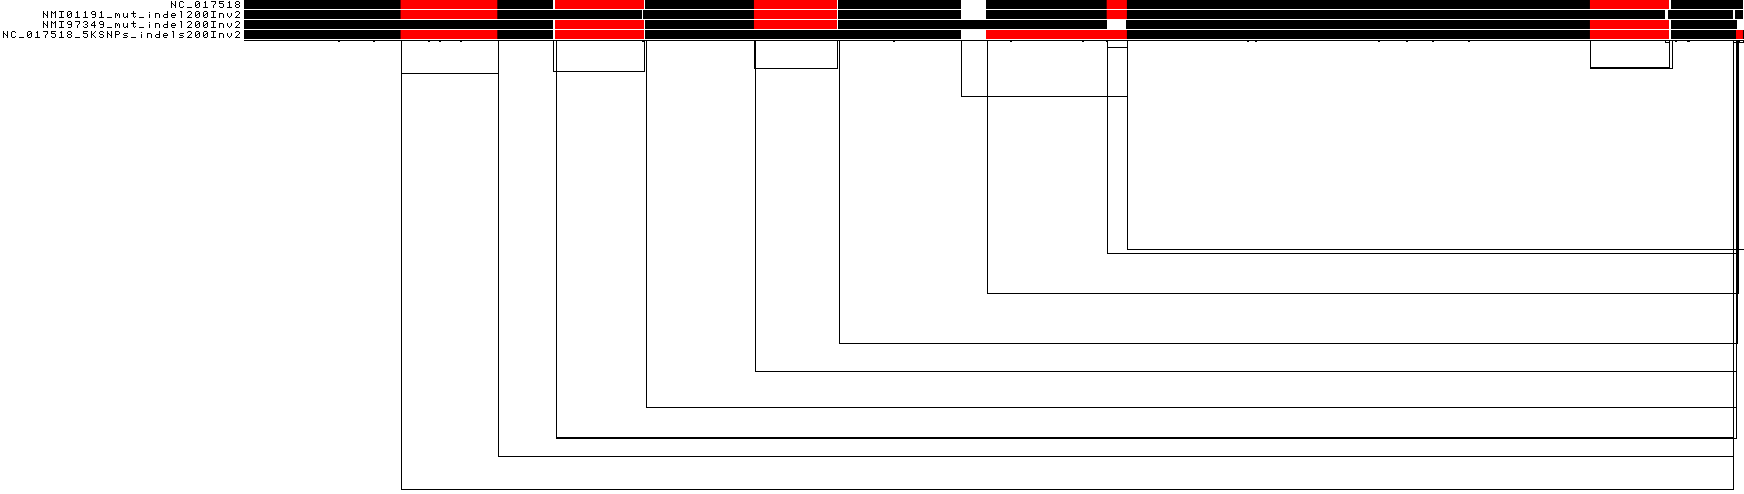 NC_017518
NMI01191_mut_indel200Inv2
NMI97349_mut_indel200Inv2
NC_017518_5KSNPs_indels200Inv2